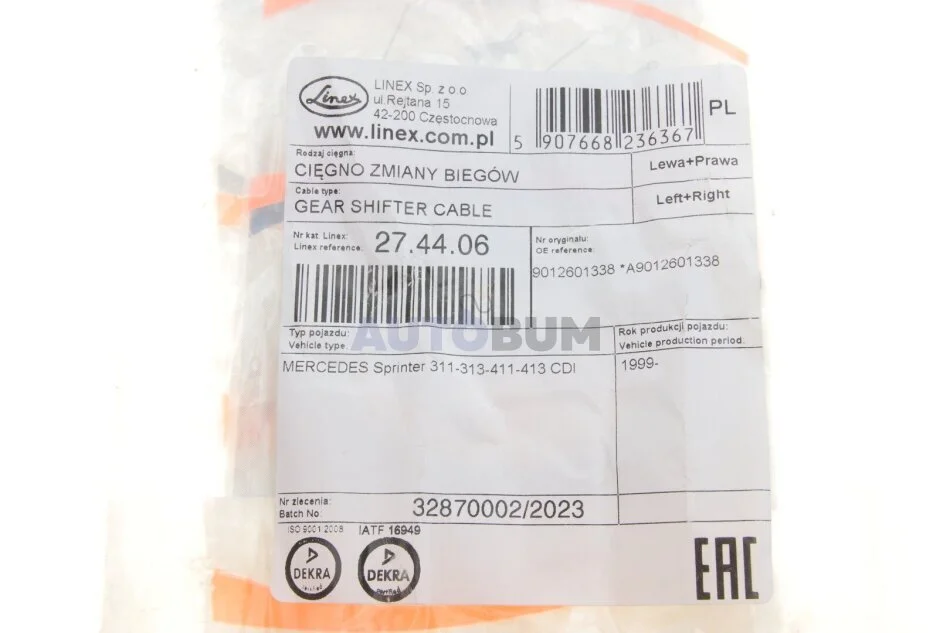 Linex
LINEX Sp. z o o
ul.Rejtana 15
42-200 Częstocnowa
www.linex.com.pl
5 907668 236367
PL
Rodzaj cięgna:
CIĘGNO ZMIANY BIEGÓW
Lewa+Prawa
Cable type:
GEAR SHIFTER CABLE
Left+Right
Nr kat. Linex:
Linex reference:
27.44.06
Nr oryginału:
OE reference:
9012601338 *A9012601338
AUTOBUM
Typ pojazdu:
Vehicle type:
Rok produkcji pojazdu:
Vehicle production period:
MERCEDES Sprinter 311-313-411-413 CDI
1999-
Nr zlecenia:
Batch No:
32870002/2023
ISO 9001:2008
IATF 16949
DEKRA
certified
DEKRA
certified
EAC